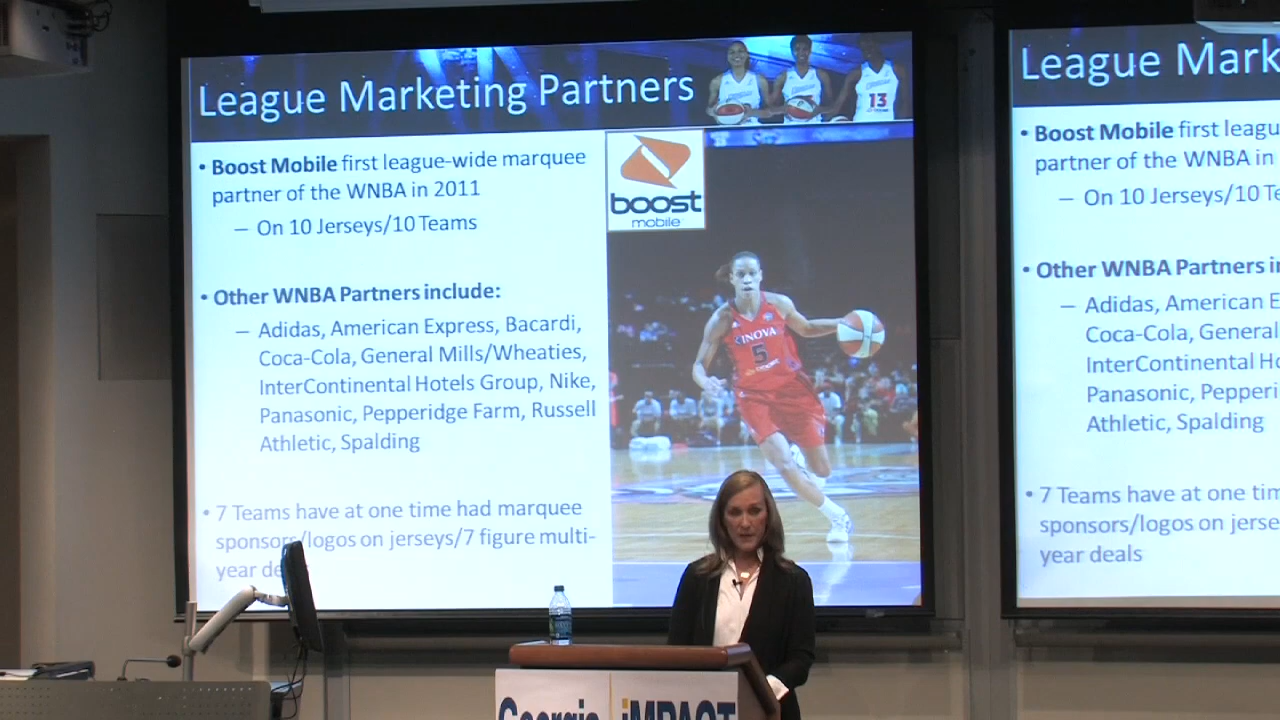 League Marketing Partners
• Boost Mobile first league-wide marquee
partner of the WNBA in 2011
– On 10 Jerseys/10 Teams
• Other WNBA Partners include:
– Adidas, American Express, Bacardi,
Coca-Cola, General Mills/Wheaties,
InterContinental Hotels Group, Nike,
Panasonic, Pepperidge Farm, Russell
Athletic, Spalding
• 7 Teams have at one time had marquee
sponsors/logos on jerseys/7 figure multi-
year de
boost
mobile
13
INOVA
5
League Mark
• Boost Mobile first leagu
partner of the WNBA in
– On 10 Jerseys/10 Te
• Other WNBA Partners in
– Adidas, American E
Coca-Cola, General
InterContinental Ho
Panasonic, Pepperi
Athletic, Spalding
• 7 Teams have at one tim
sponsors/logos on jerse
year deals
Georgia iMPACT